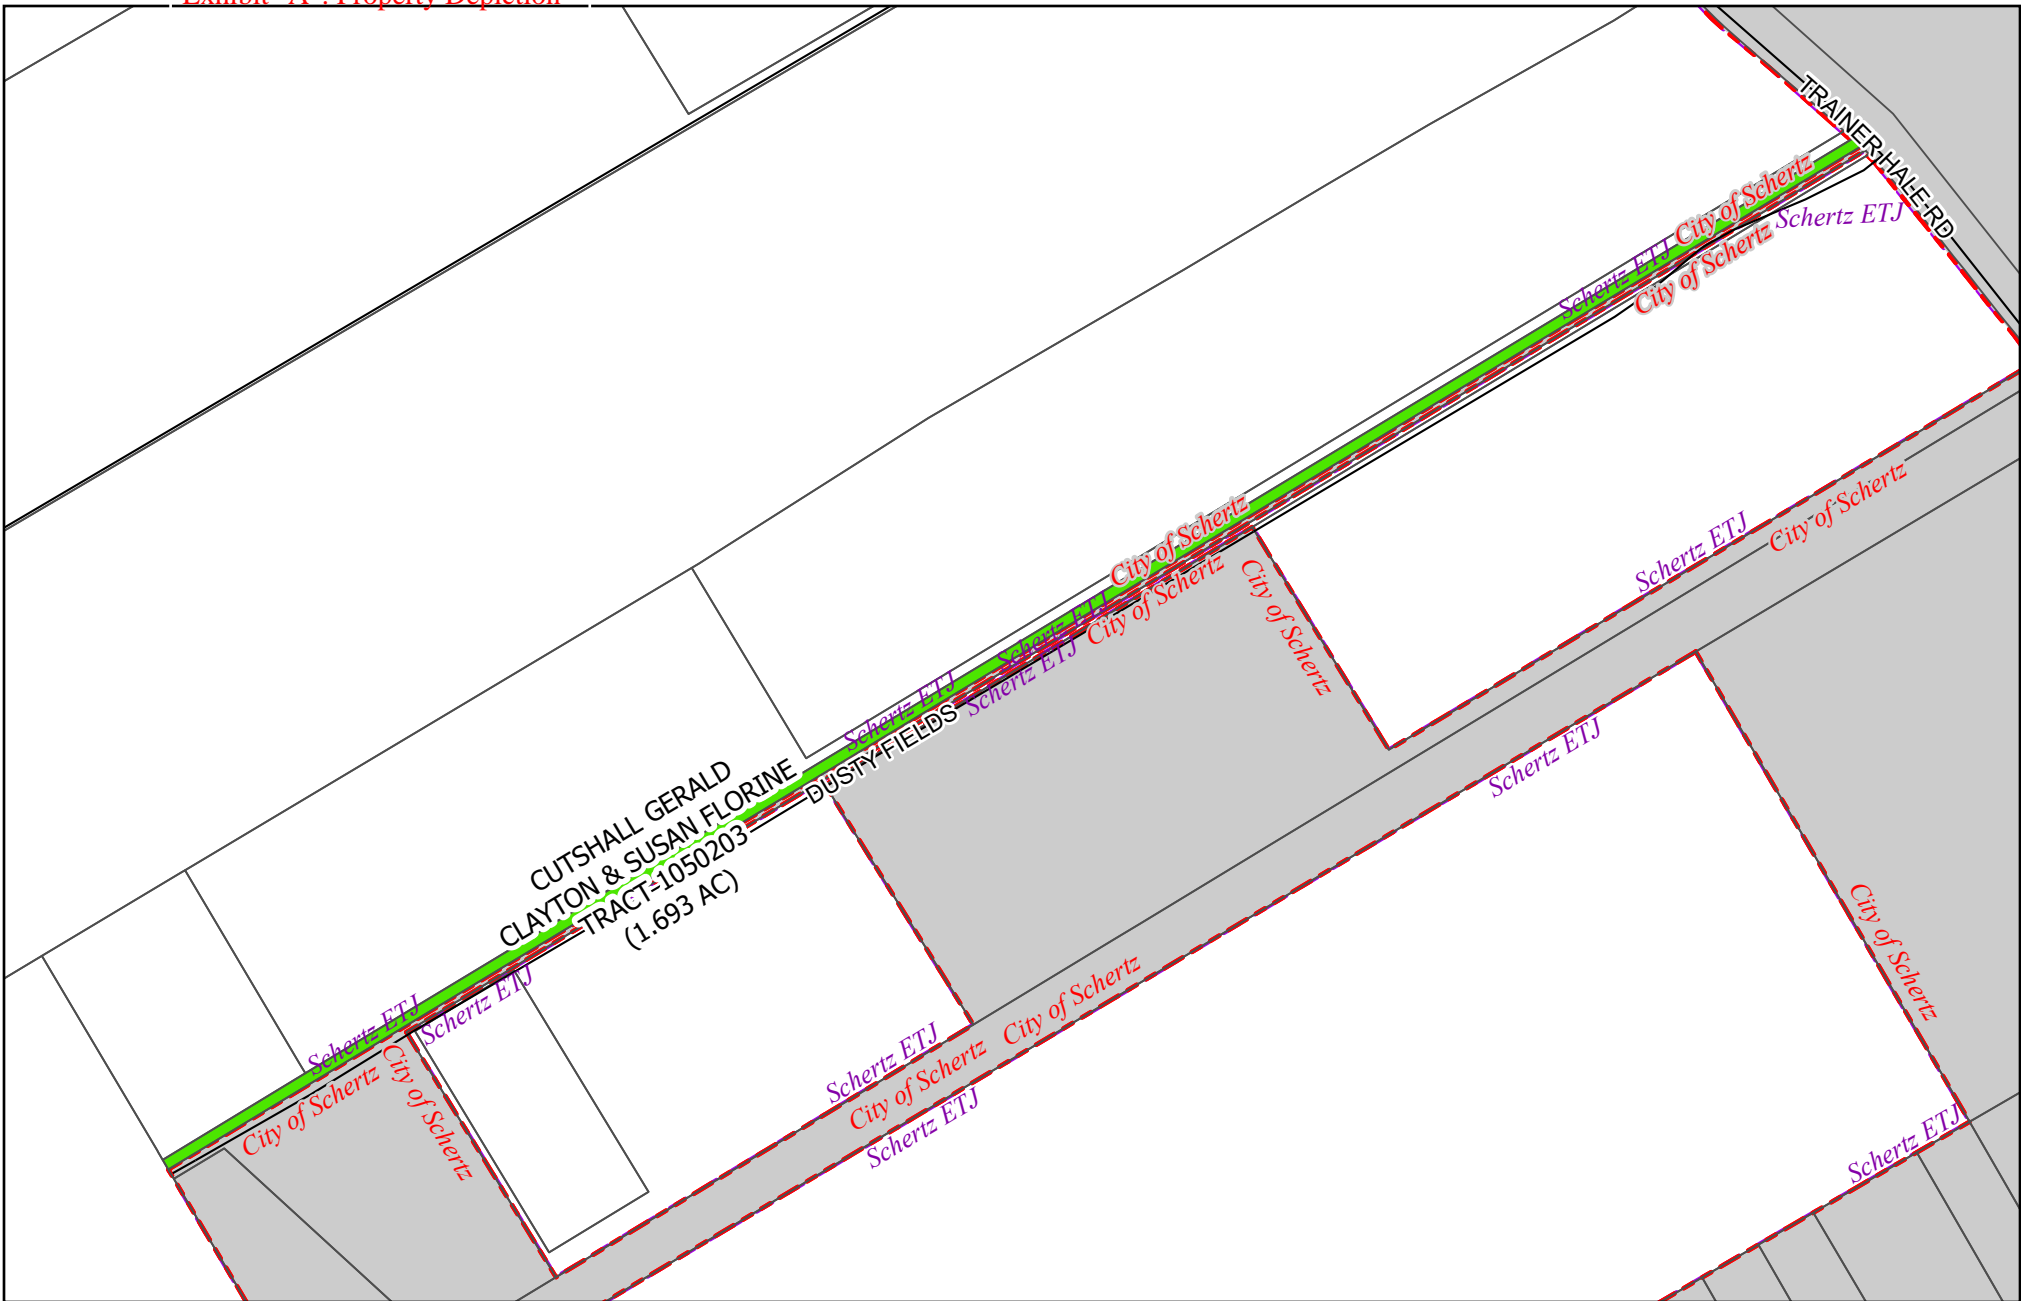 Exhibit "A": Property Depiction
TRAINER HALE RD
City of Schertz
Schertz ETJ
City of Schertz
Schertz ETJ
City of Schertz
Schertz ETJ
City of Schertz
City of Schertz
City of Schertz
Schertz ETJ
Schertz ETJ
Schertz ETJ
DUSTY FIELDS
Schertz ETJ
CUTSHALL GERALD
CLAYTON & SUSAN FLORINE
TRACT-1050203
(1.693 AC)
City of Schertz
City of Schertz
Schertz ETJ
Schertz ETJ
City of Schertz
City of Schertz
Schertz ETJ
City of Schertz
Schertz ETJ
City of Schertz
Schertz ETJ